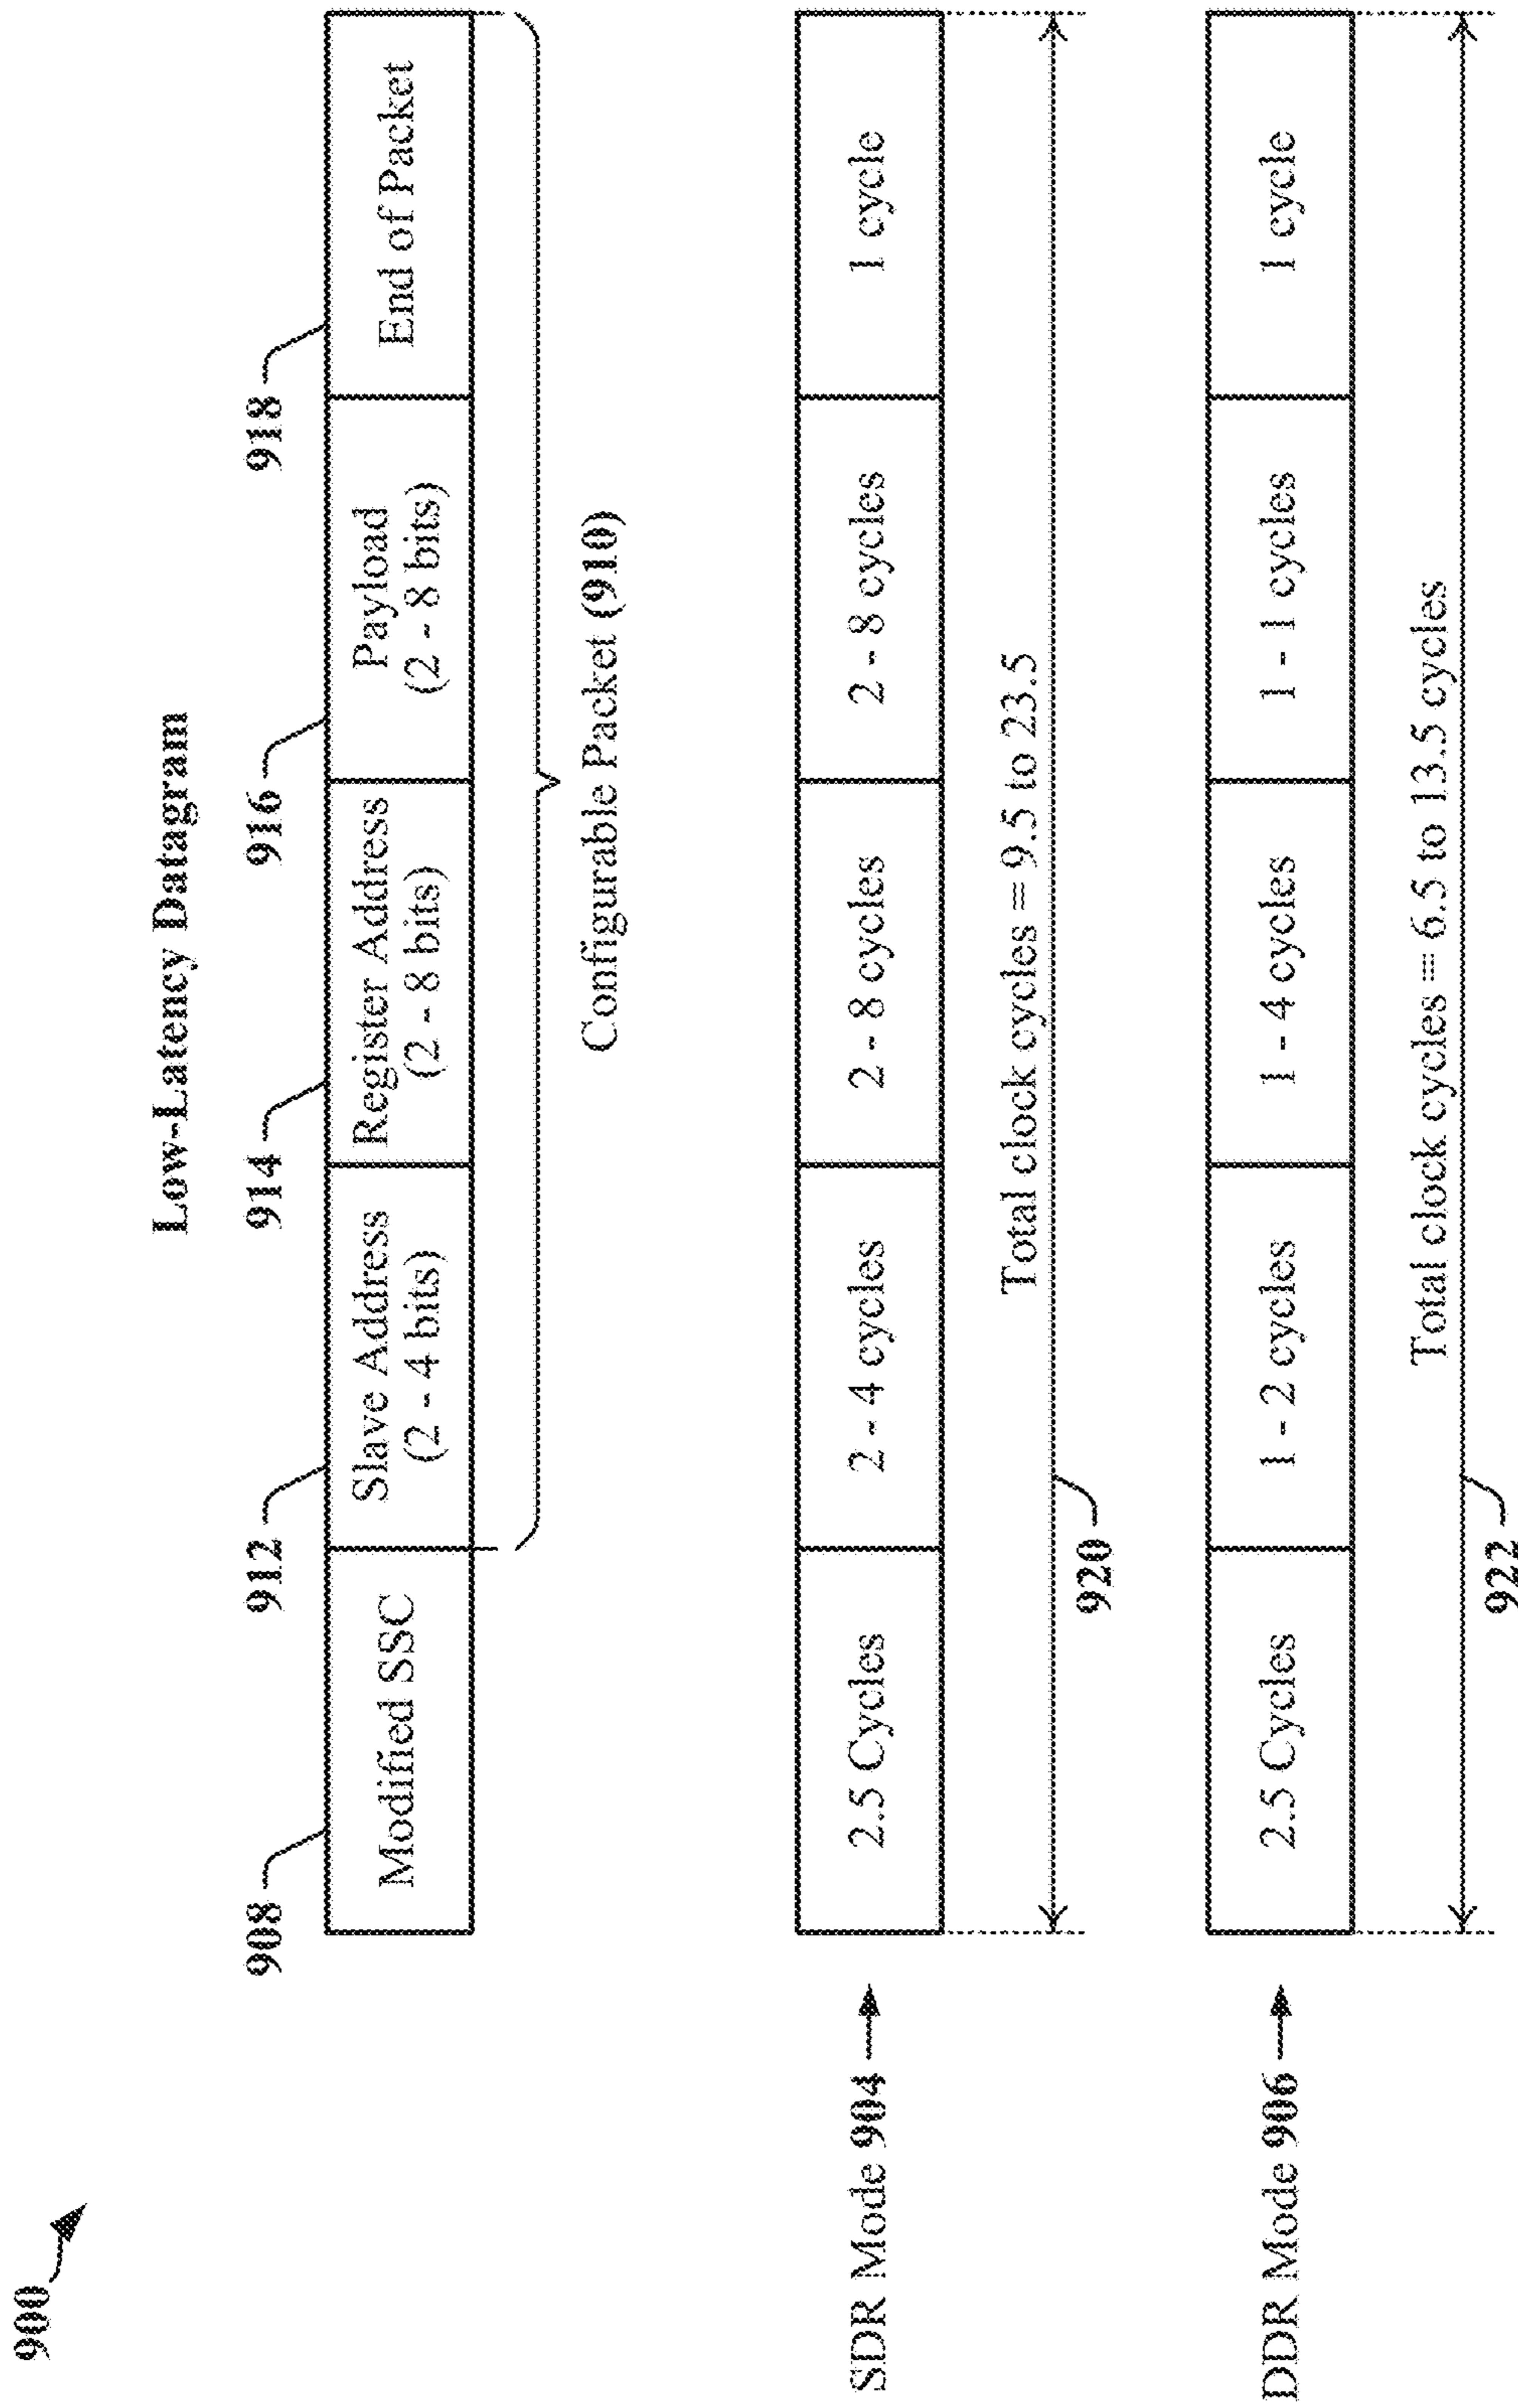 900
Low-Latency Datagram
908
912
914
916
918
Modified SSC
Slave Address
(2 - 4 bits)
Register Address
(2 - 8 bits)
Payload
(2 - 8 bits)
End of Packet
Configurable Packet (910)
SDR Mode 904
2.5 Cycles
2 - 4 cycles
2 - 8 cycles
2 - 8 cycles
1 cycle
Total clock cycles = 9.5 to 23.5
920
DDR Mode 906
2.5 Cycles
1 - 2 cycles
1 - 4 cycles
1 - 1 cycles
1 cycle
Total clock cycles = 6.5 to 13.5 cycles
922